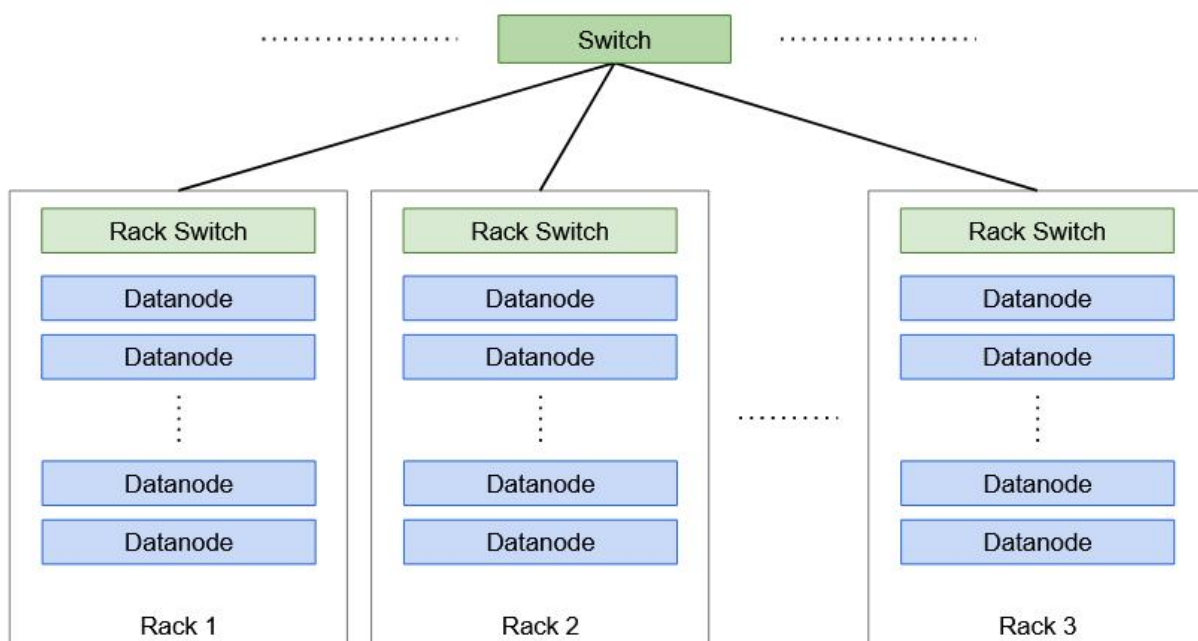 Switch
Rack Switch
Datanode
Datanode
Datanode
Datanode
Rack 1
Rack Switch
Datanode
Datanode
Datanode
Datanode
Rack 2
Rack Switch
Datanode
Datanode
Datanode
Datanode
Rack 3